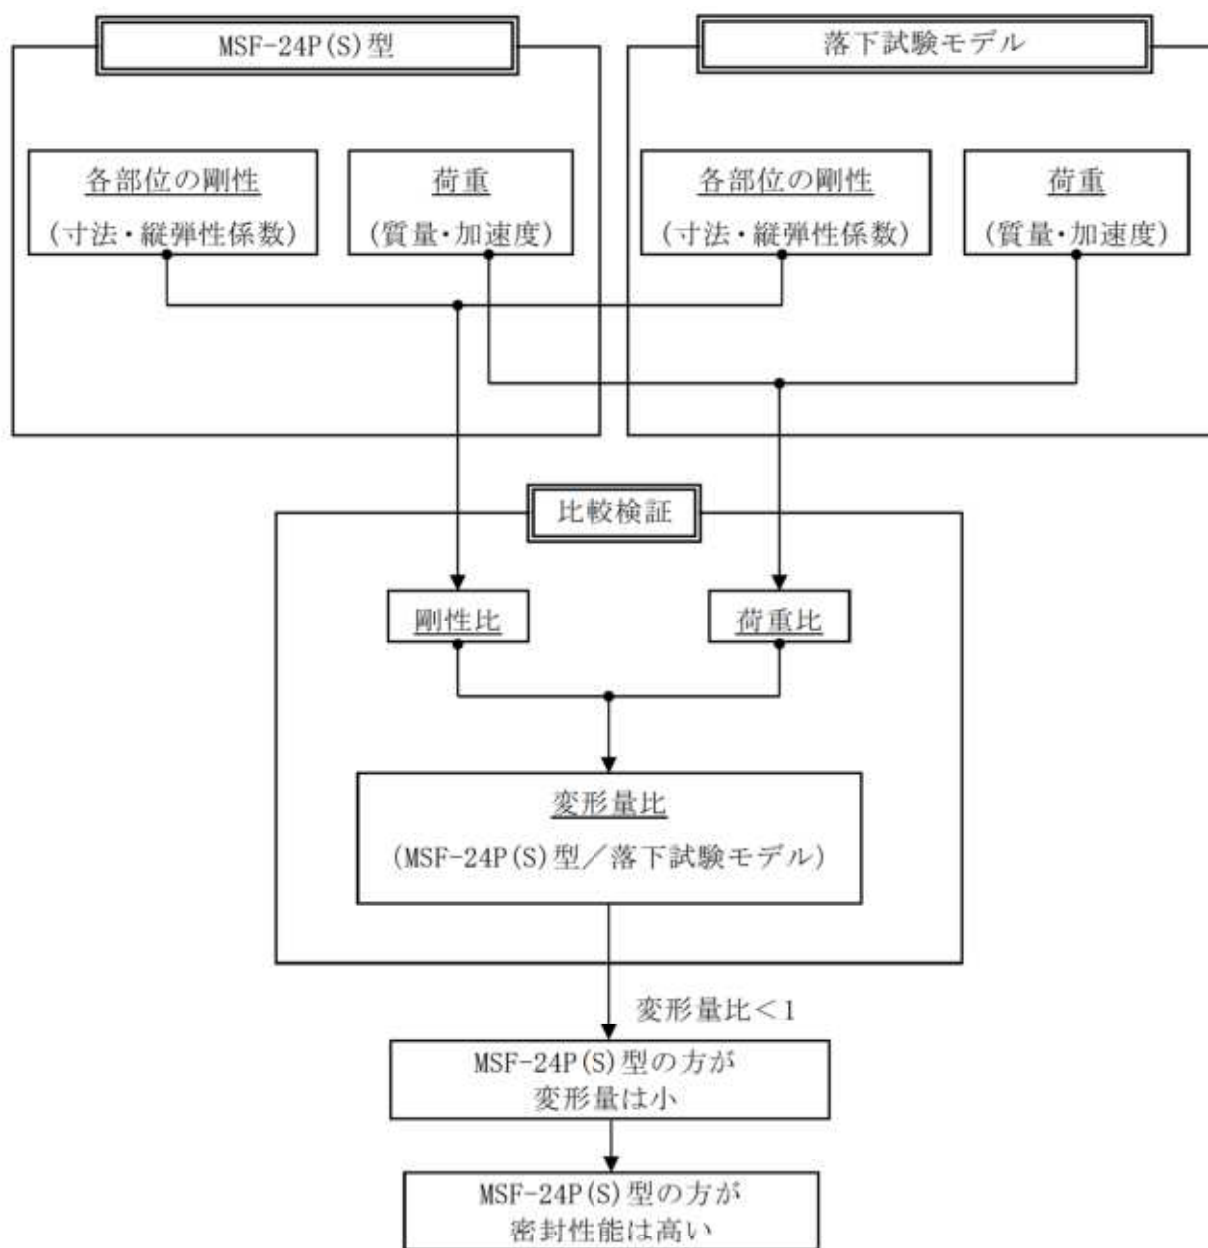 MSF-24P(S)型
落下試験モデル
各部位の剛性
(寸法・縦弾性係数)
荷重
(質量・加速度)
各部位の剛性
(寸法・縦弾性係数)
荷重
(質量・加速度)
比較検証
剛性比
荷重比
変形量比
(MSF-24P(S)型／落下試験モデル)
変形量比＜1
MSF-24P(S)型の方が
変形量は小
MSF-24P(S)型の方が
密封性能は高い